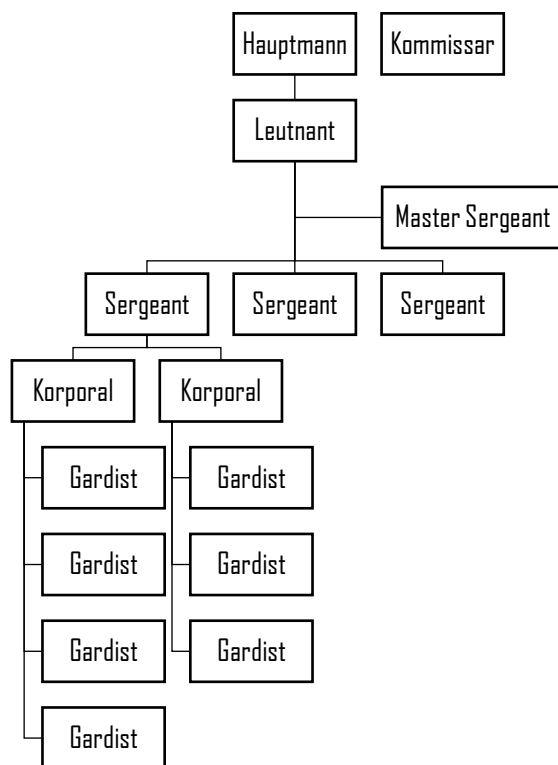 Hauptmann
Kommissar
Leutnant
Master Sergeant
Sergeant
Sergeant
Sergeant
Korporal
Korporal
Gardist
Gardist
Gardist
Gardist
Gardist
Gardist
Gardist